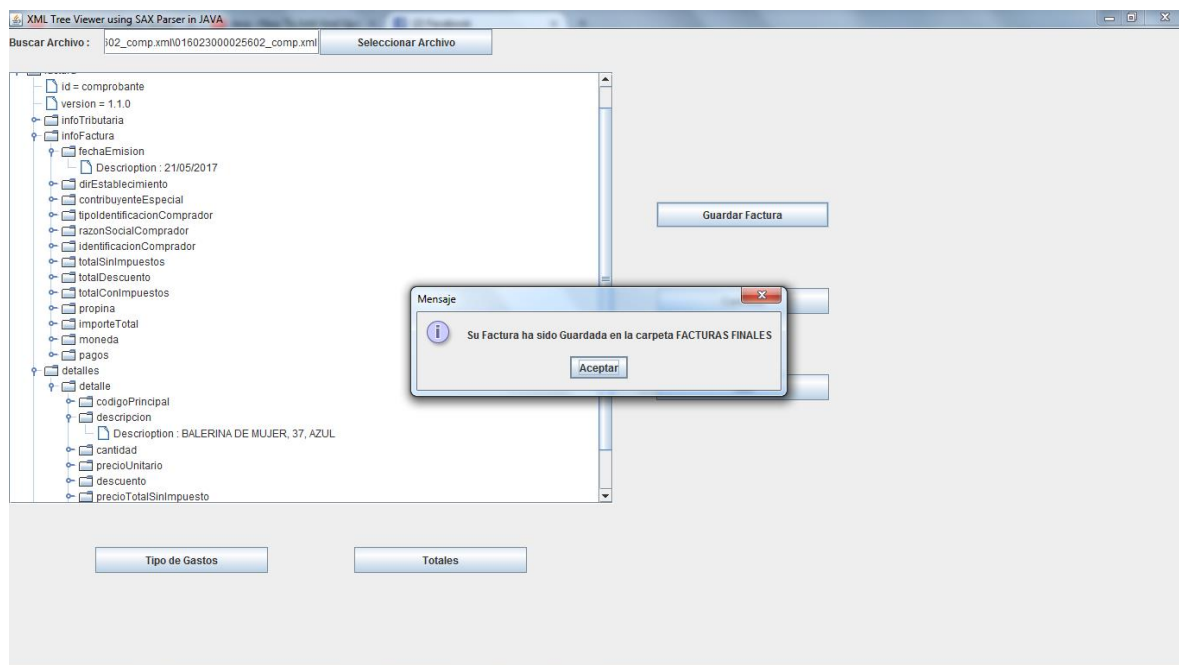 XML Tree Viewer using SAX Parser in JAVA
Buscar Archivo :
602_comp.xml\016023000025602_comp.xml
Seleccionar Archivo
id = comprobante
version = 1.1.0
infoTributaria
infoFactura
fechaEmision
Descrioption : 21/05/2017
dirEstablecimiento
contribuyenteEspecial
tipoIdentificacionComprador
razonSocialComprador
identificacionComprador
totalSinImpuestos
totalDescuento
totalConImpuestos
propina
importeTotal
moneda
pagos
detalles
detalle
codigoPrincipal
descripcion
Descrioption : BALERINA DE MUJER, 37, AZUL
cantidad
precioUnitario
descuento
precioTotalSinImpuesto
Guardar Factura
Mensaje
Su Factura ha sido Guardada en la carpeta FACTURAS FINALES
Aceptar
Tipo de Gastos
Totales